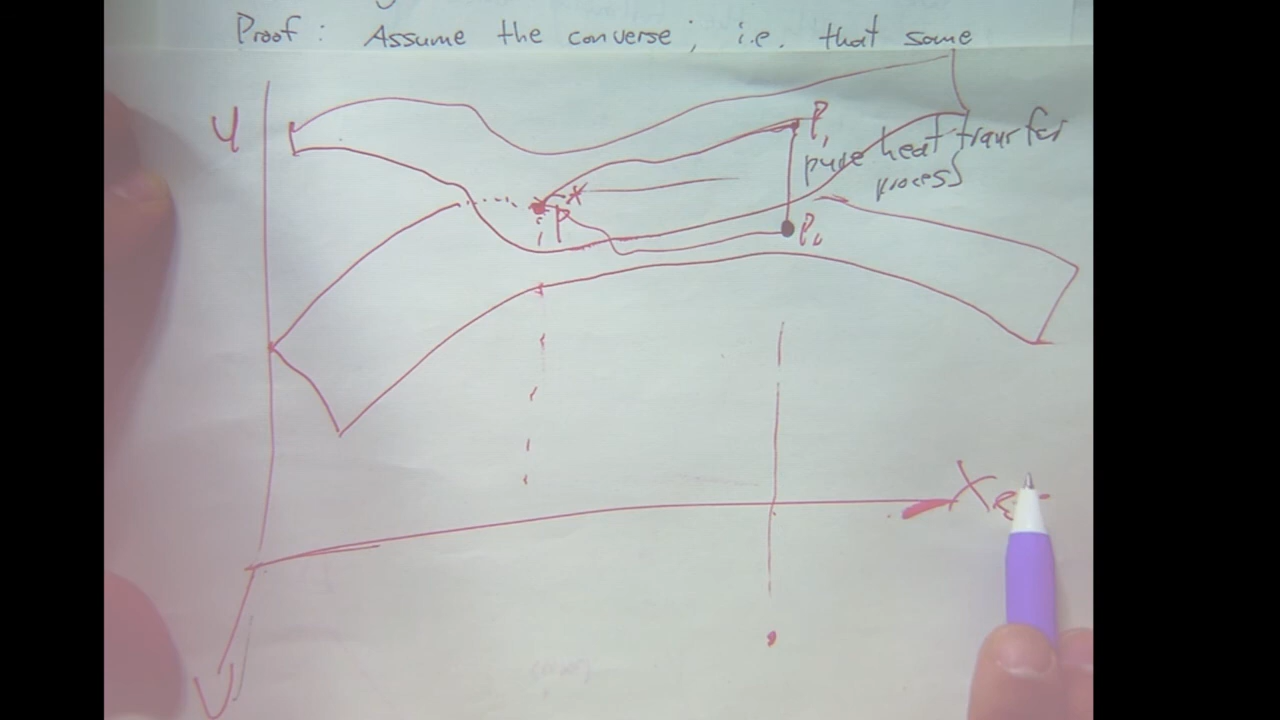 Proof : Assume the converse, i.e. that some
U
P₁
pure heat transfer
process
P
P₀
X
V